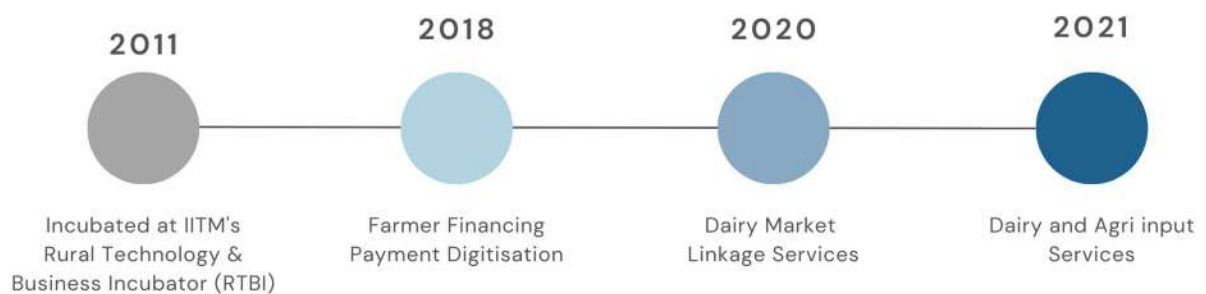 2011
Incubated at IITM's
Rural Technology &
Business Incubator (RTBI)
2018
Farmer Financing
Payment Digitisation
2020
Dairy Market
Linkage Services
2021
Dairy and Agri input
Services